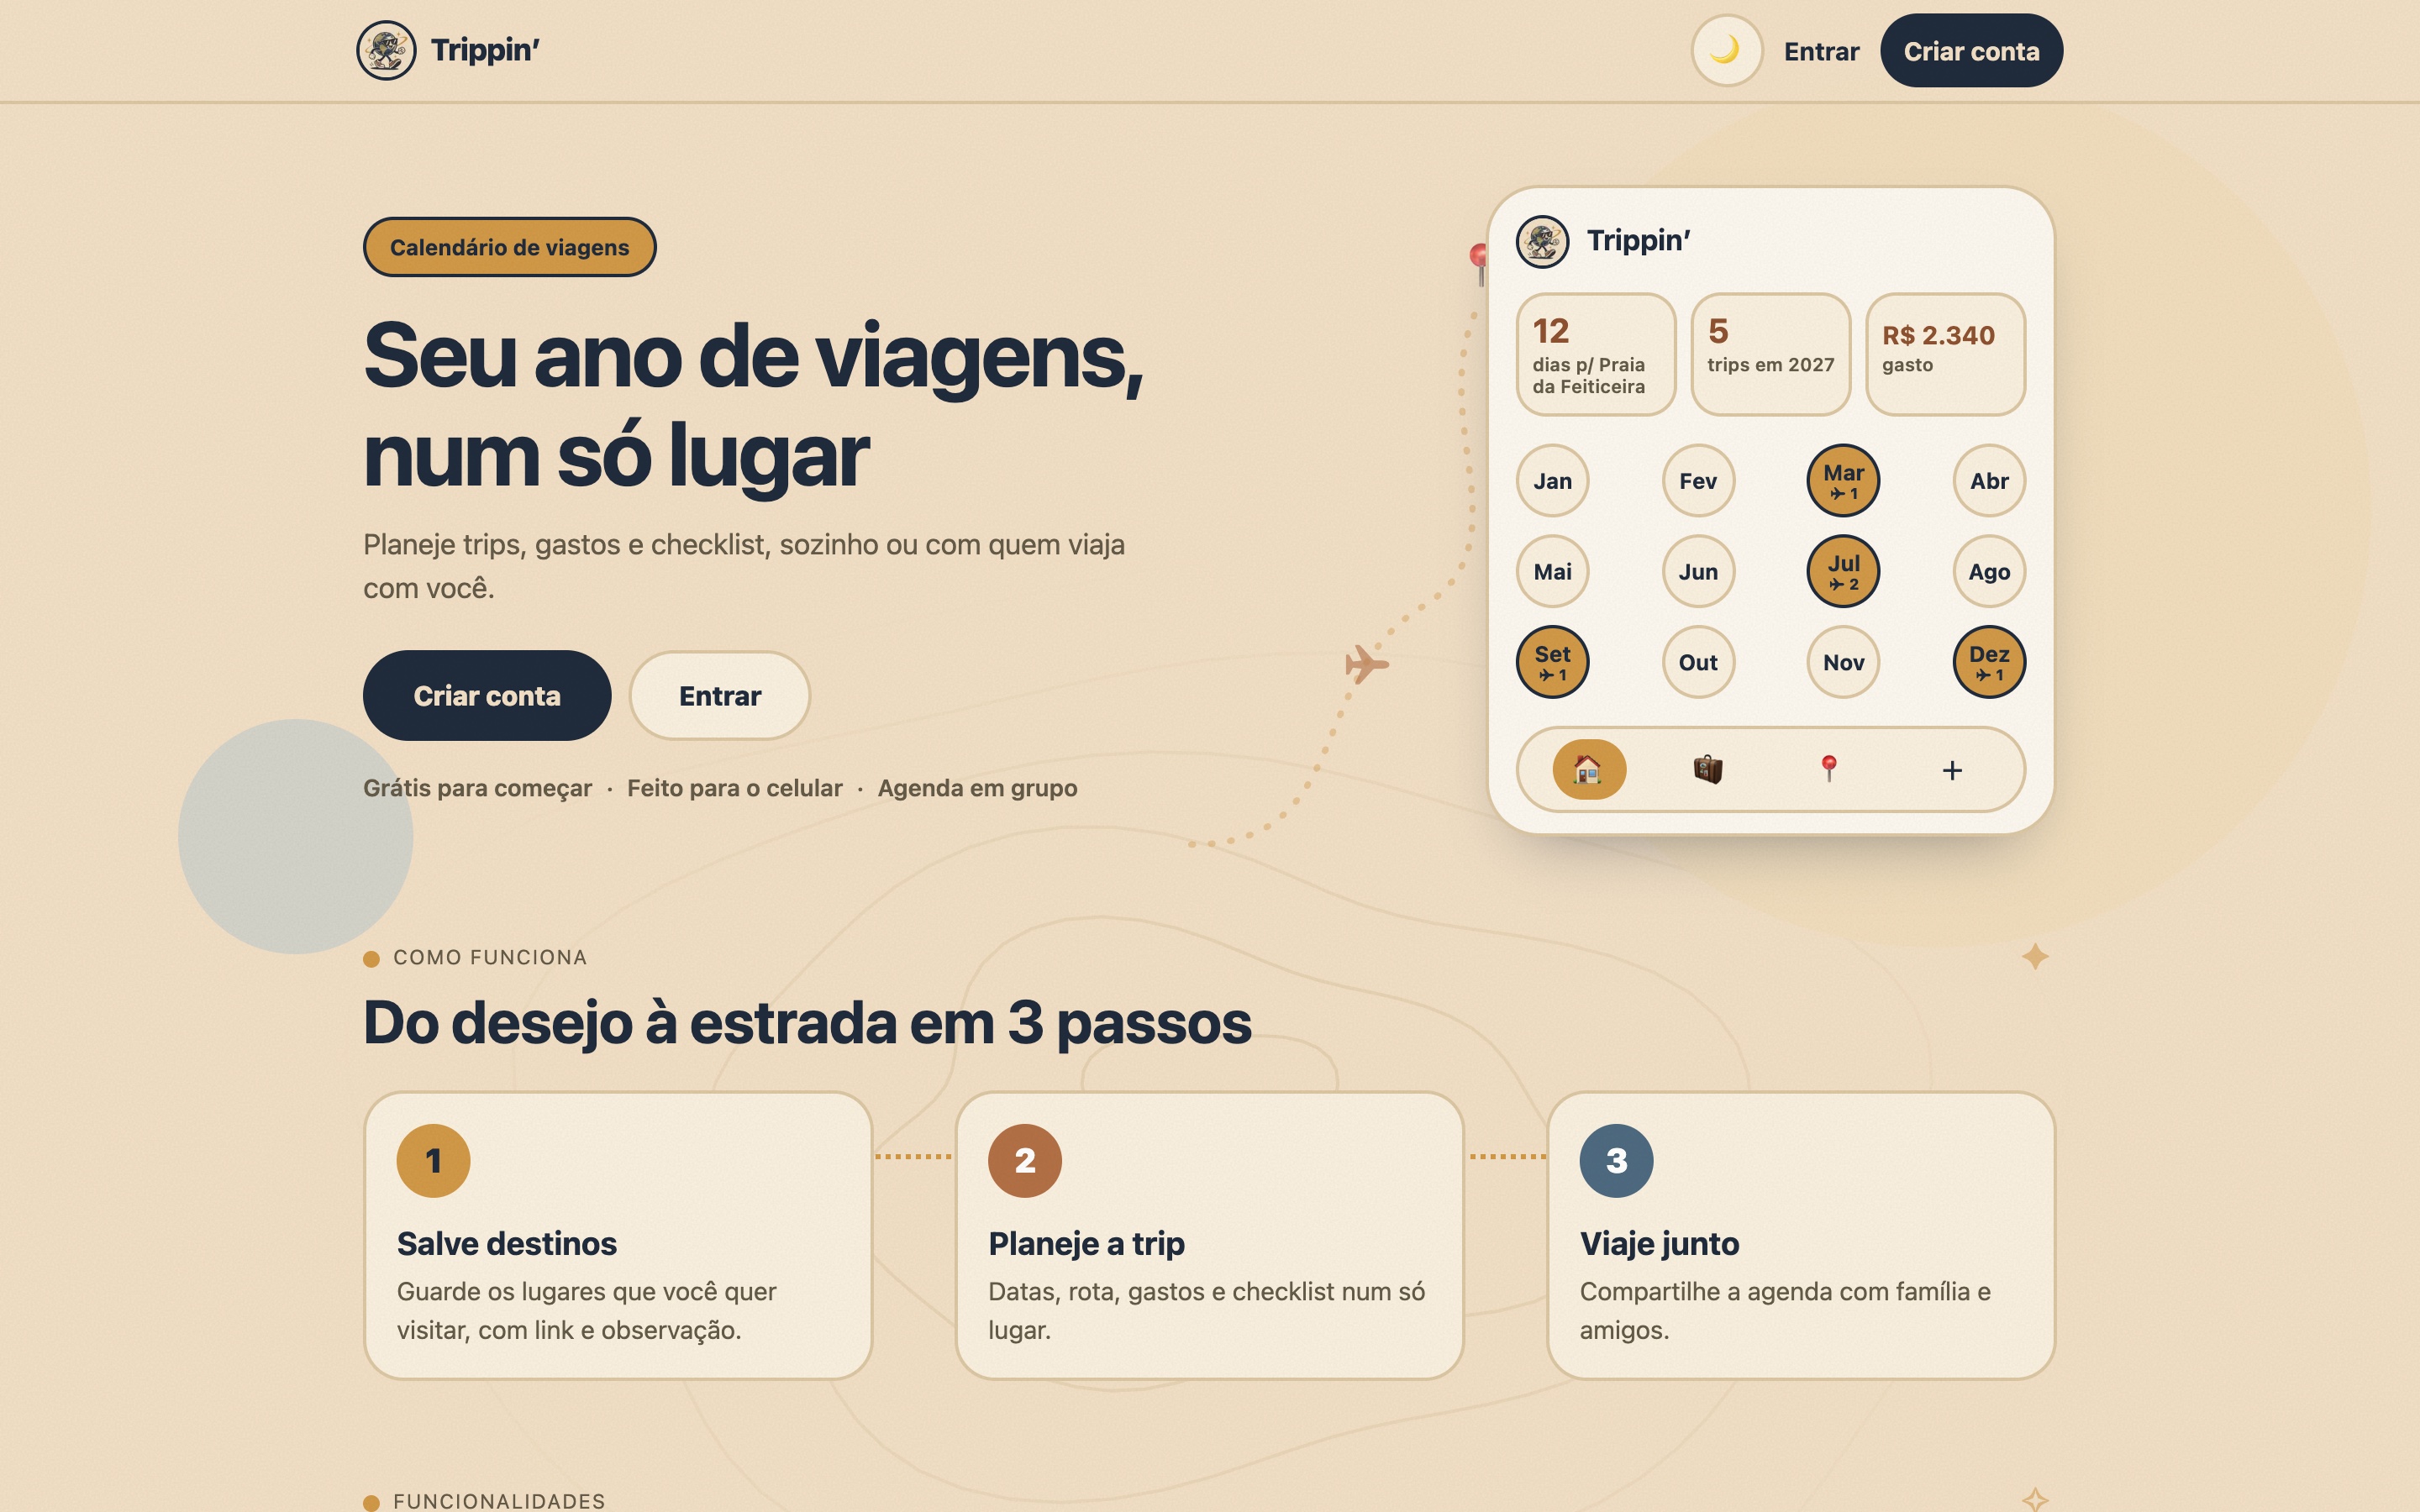 Trippin’
Entrar
Criar conta
Calendário de viagens
Seu ano de viagens,
num só lugar
Planeje trips, gastos e checklist, sozinho ou com quem viaja
com você.
Criar conta
Entrar
Grátis para começar · Feito para o celular · Agenda em grupo
Trippin’
12
dias p/ Praia
da Feiticeira
5
trips em 2027
R$ 2.340
gasto
Jan
Fev
Mar
✈ 1
Abr
Mai
Jun
Jul
✈ 2
Ago
Set
✈ 1
Out
Nov
Dez
✈ 1
+
COMO FUNCIONA
Do desejo à estrada em 3 passos
1
Salve destinos
Guarde os lugares que você quer
visitar, com link e observação.
2
Planeje a trip
Datas, rota, gastos e checklist num só
lugar.
3
Viaje junto
Compartilhe a agenda com família e
amigos.
FUNCIONALIDADES